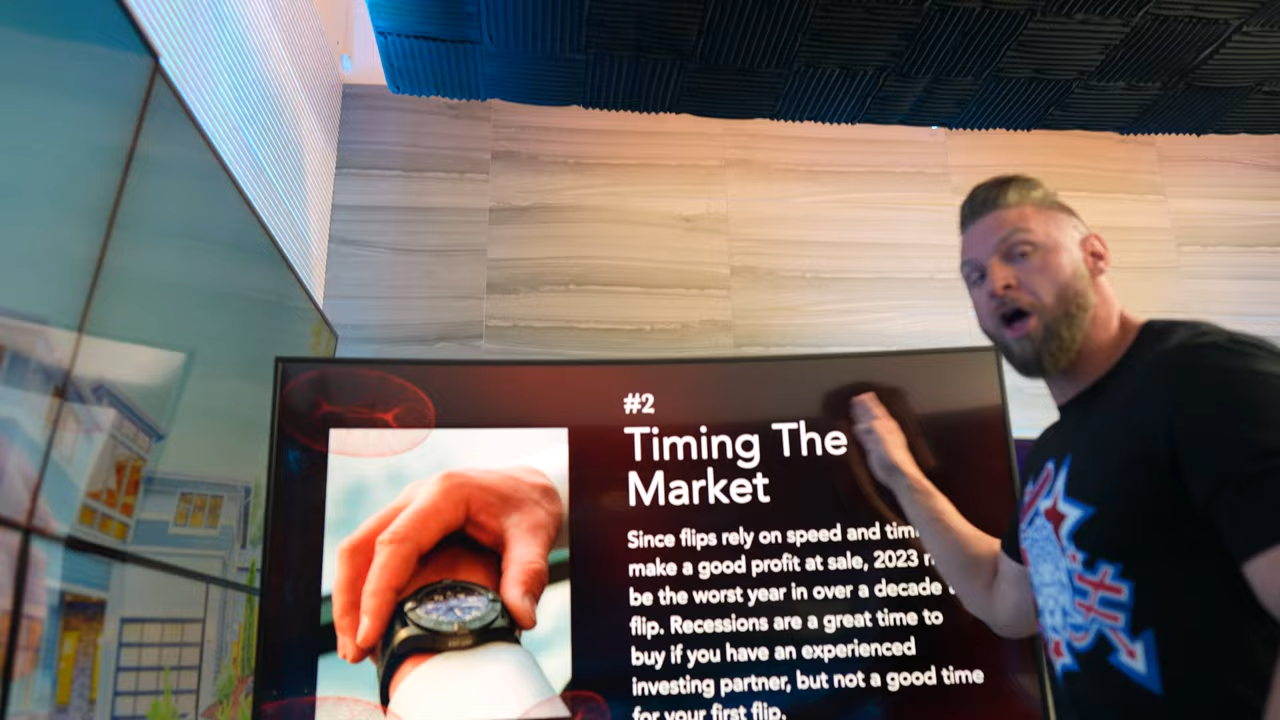 #2
Timing The
Market
Since flips rely on speed and
make a good profit at sale, 2023
be the worst year in over a decade
flip. Recessions are a great time to
buy if you have an experienced
investing partner, but not a good time
for your first flip.